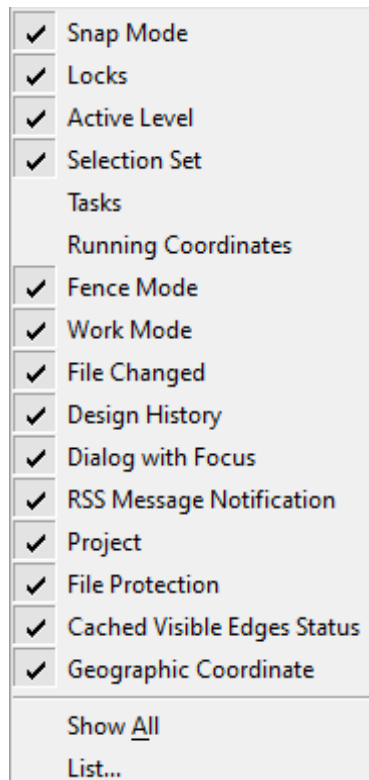 Snap Mode
Locks
Active Level
Selection Set
Tasks
Running Coordinates
Fence Mode
Work Mode
File Changed
Design History
Dialog with Focus
RSS Message Notification
Project
File Protection
Cached Visible Edges Status
Geographic Coordinate
Show All
List...